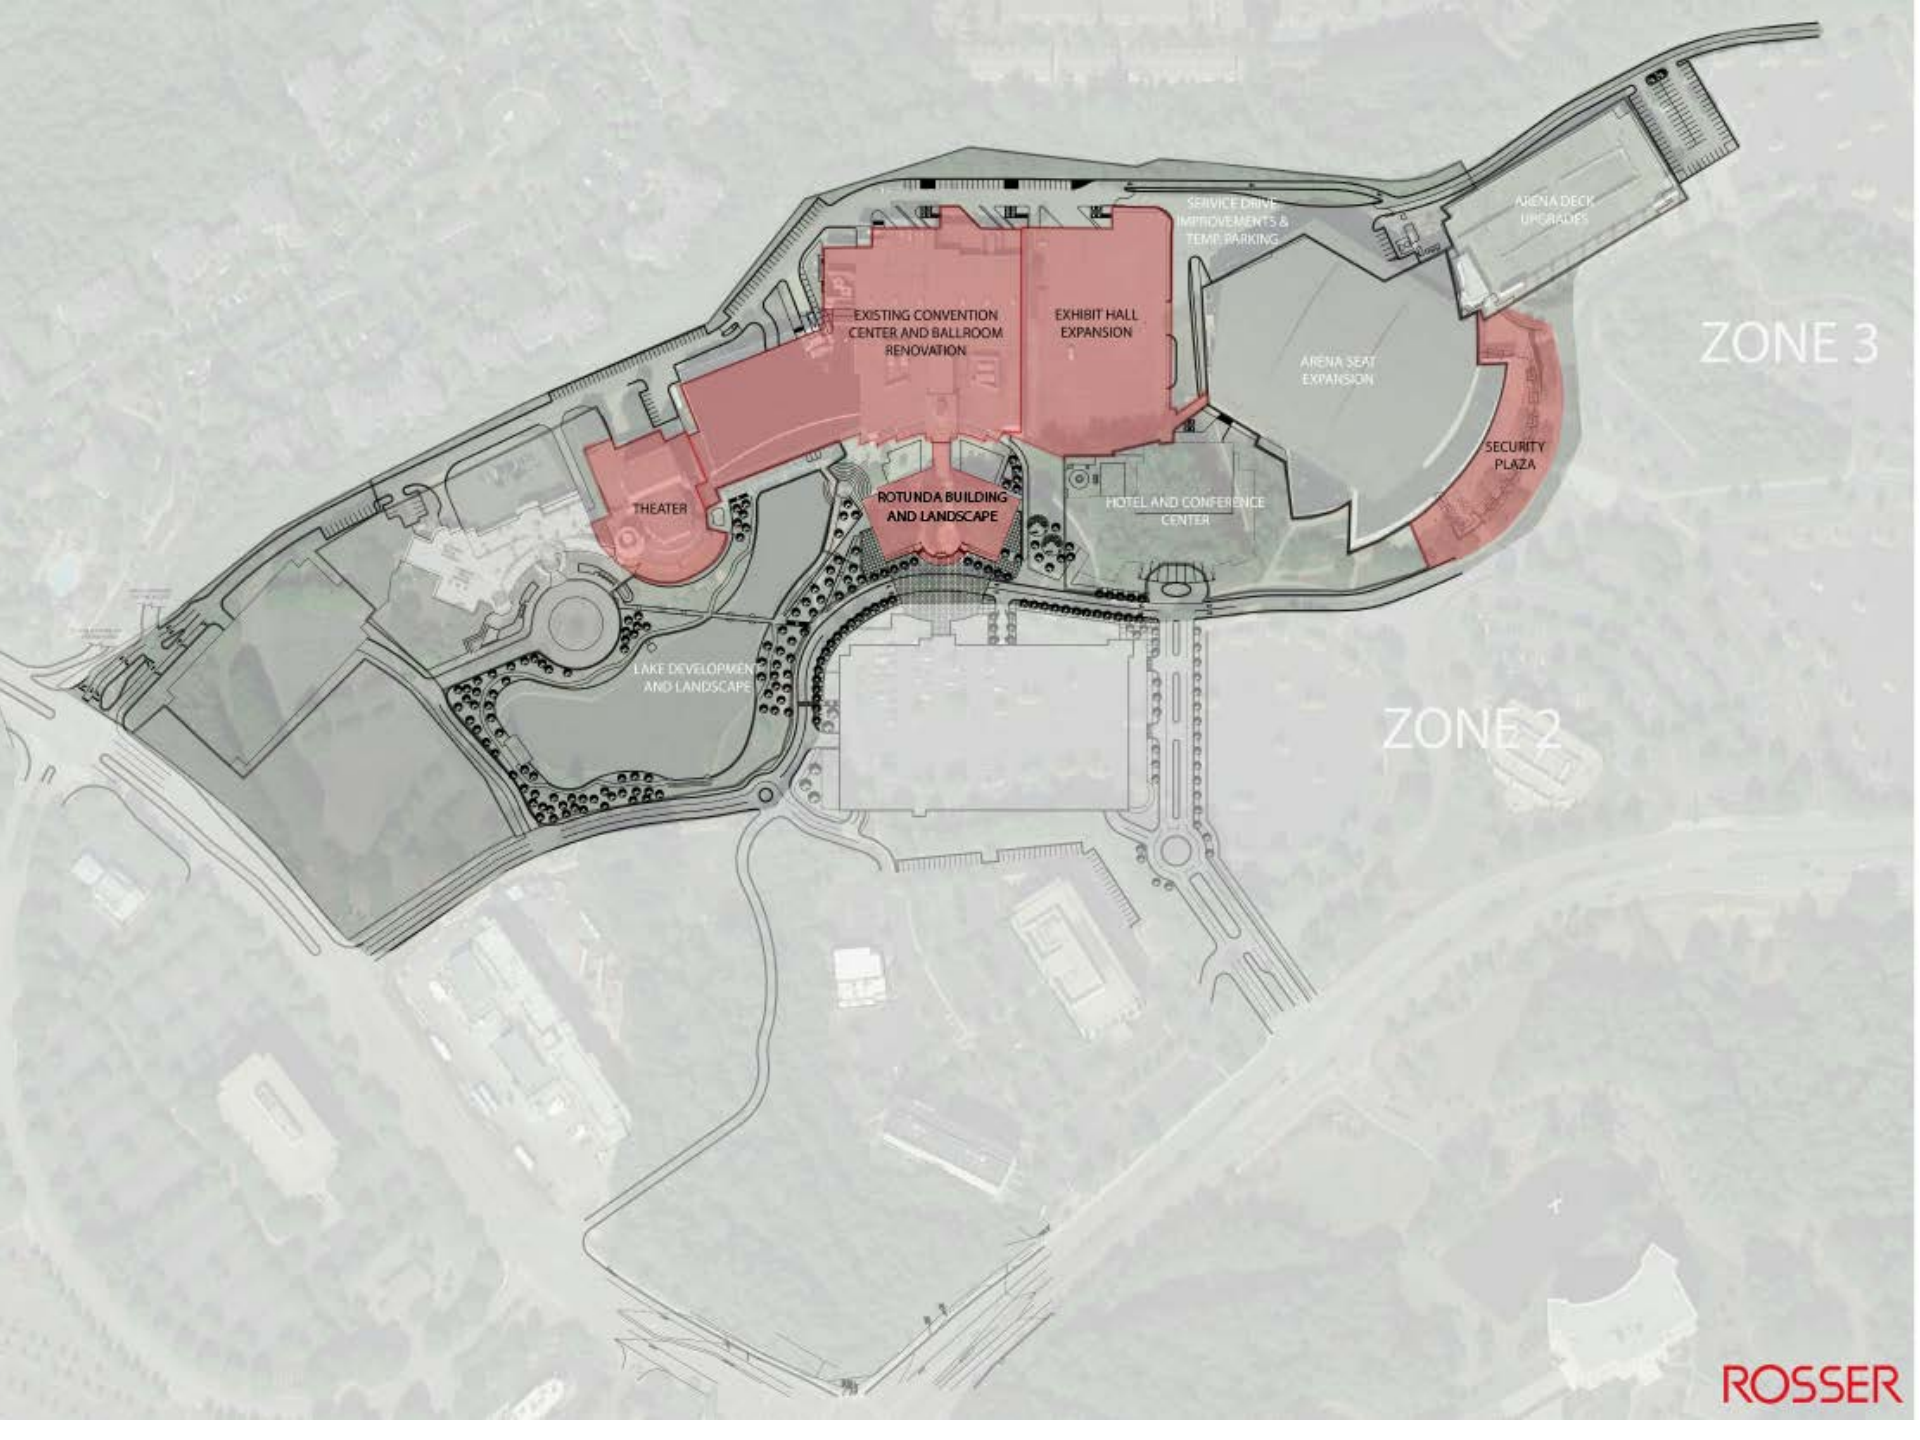 SERVICE DRIVE
IMPROVEMENTS &
TEMP. PARKING
ARENA DECK
UPGRADES
EXISTING CONVENTION
CENTER AND BALLROOM
RENOVATION
EXHIBIT HALL
EXPANSION
ZONE 3
ARENA SEAT
EXPANSION
SECURITY
PLAZA
THEATER
ROTUNDA BUILDING
AND LANDSCAPE
HOTEL AND CONFERENCE
CENTER
LAKE DEVELOPMENT
AND LANDSCAPE
ZONE 2
ROSSER